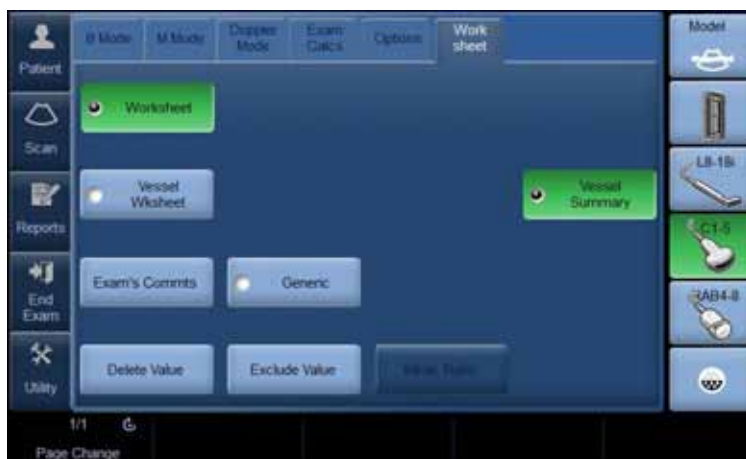 B Mode
M Mode
Doppler
Mode
Exam
Calcs
Options
Work
sheet
Model
Patient
Worksheet
Scan
L8-18i
Vessel
Wksheet
Vessel
Summary
Reports
C1-5
Exam's Commts
Generic
End
Exam
RAB4-8
Delete Value
Exclude Value
Utility
1/1
Page Change